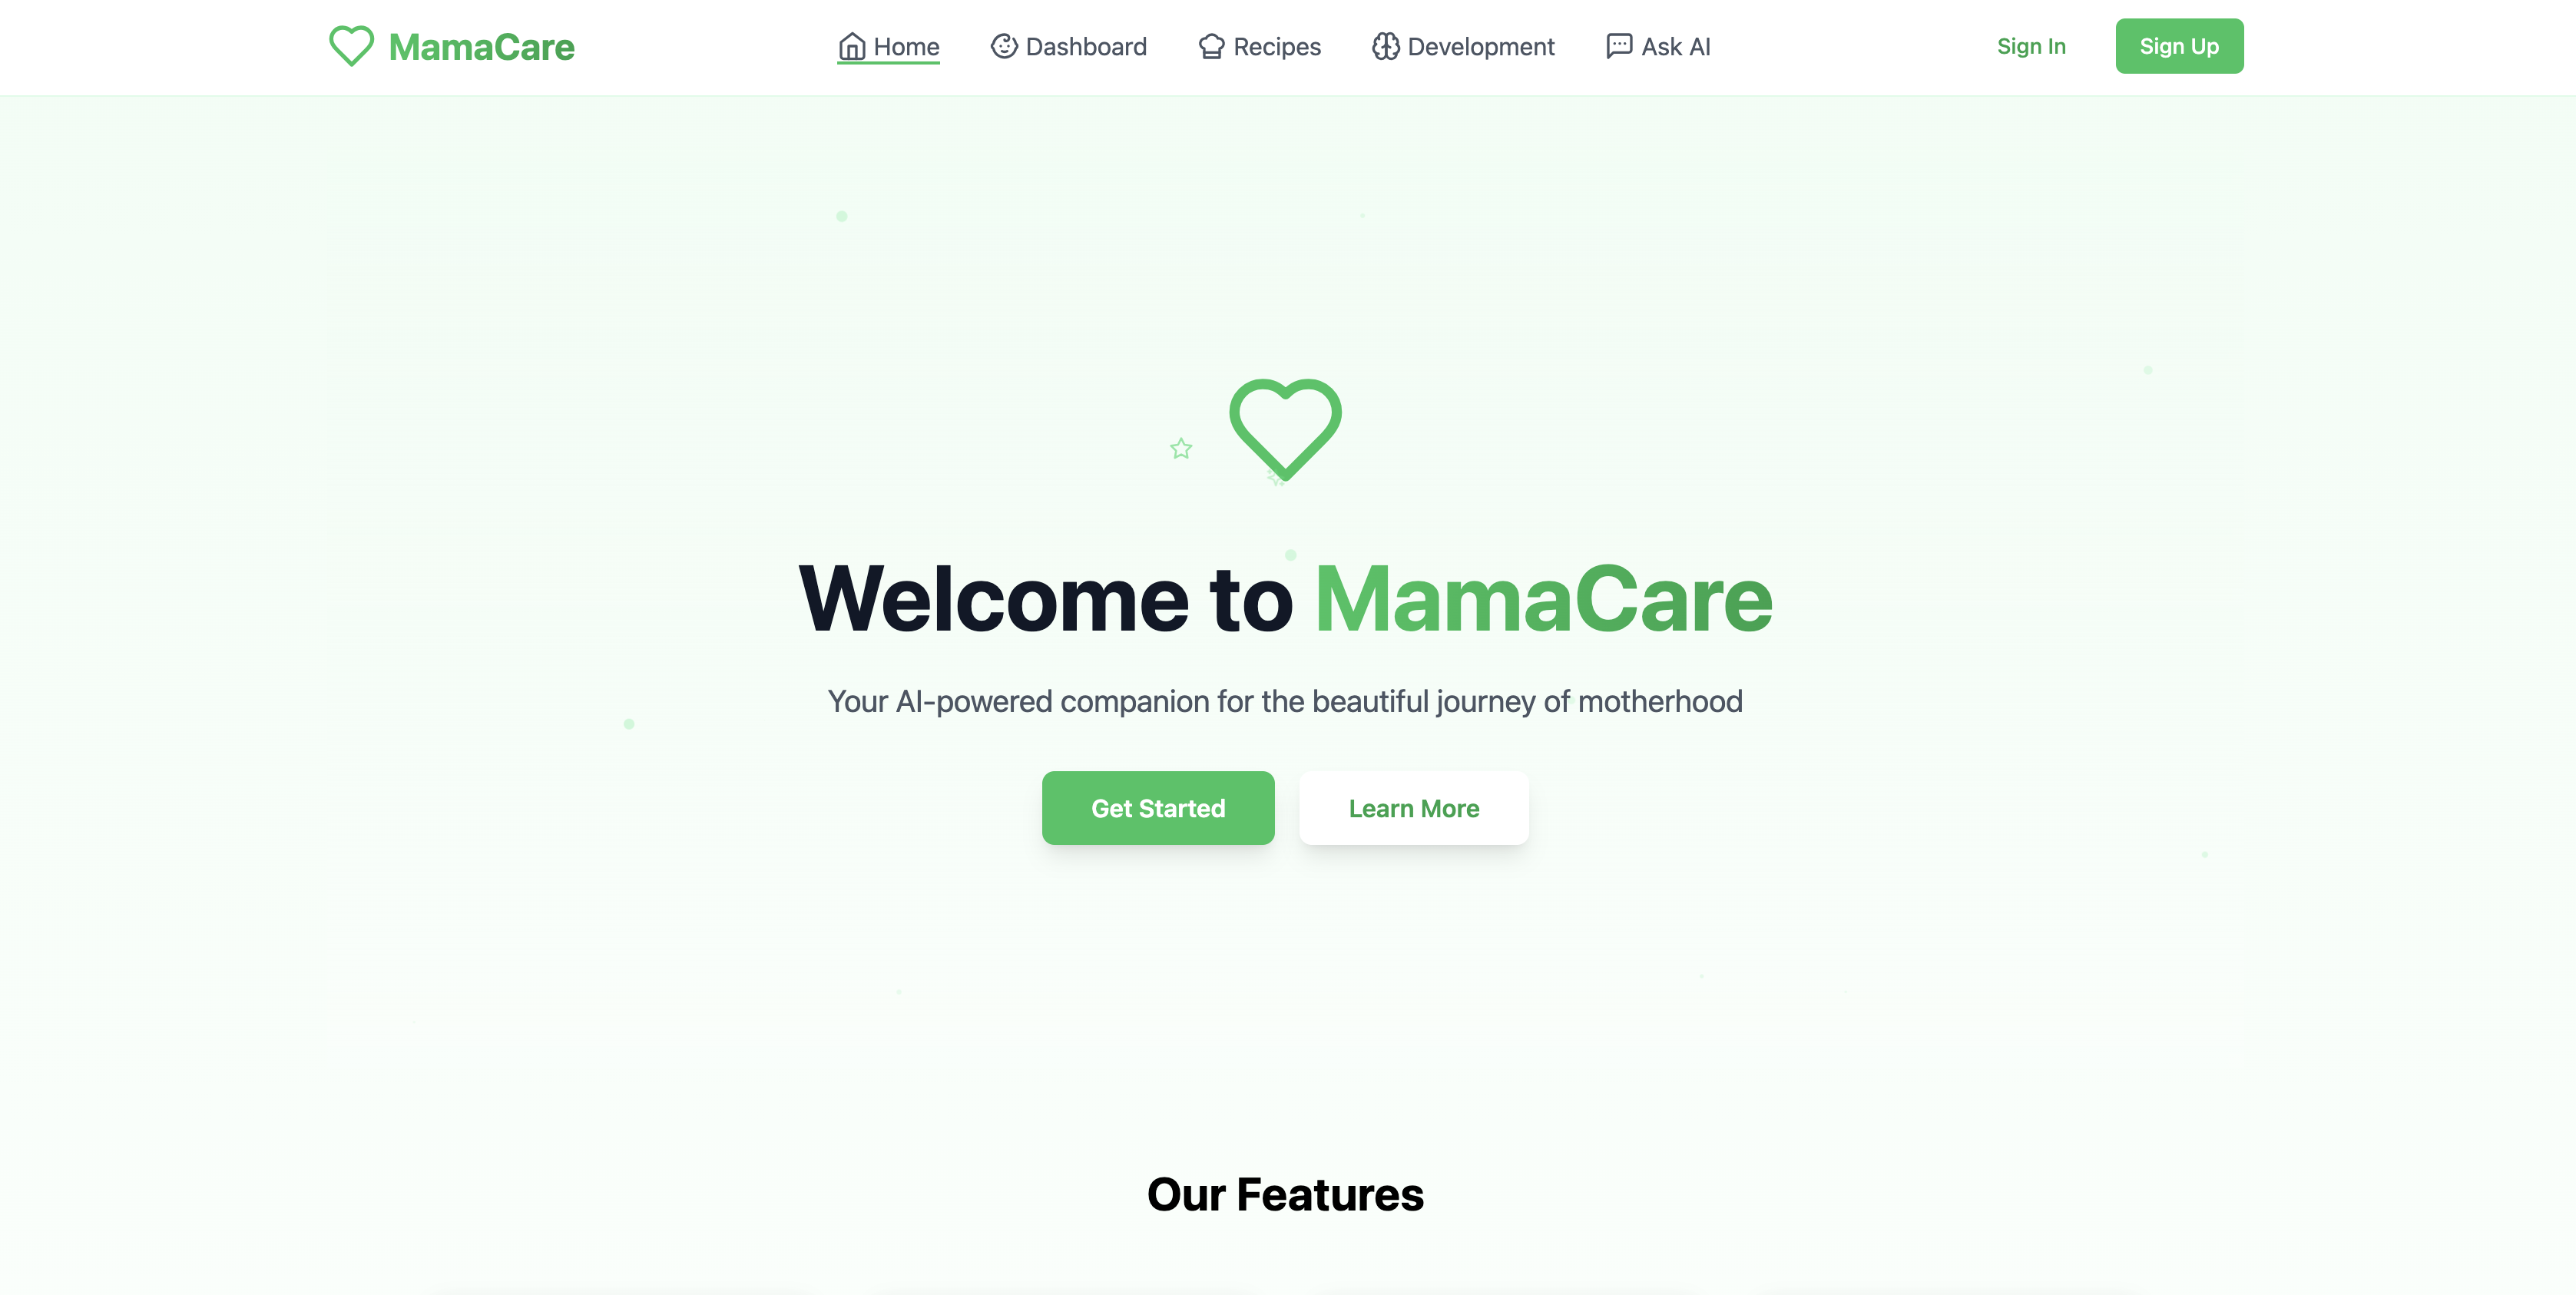 MamaCare
Home Dashboard Recipes Development Ask AI
Sign In Sign Up
Welcome to MamaCare
Your AI-powered companion for the beautiful journey of motherhood
Get Started Learn More
Our Features